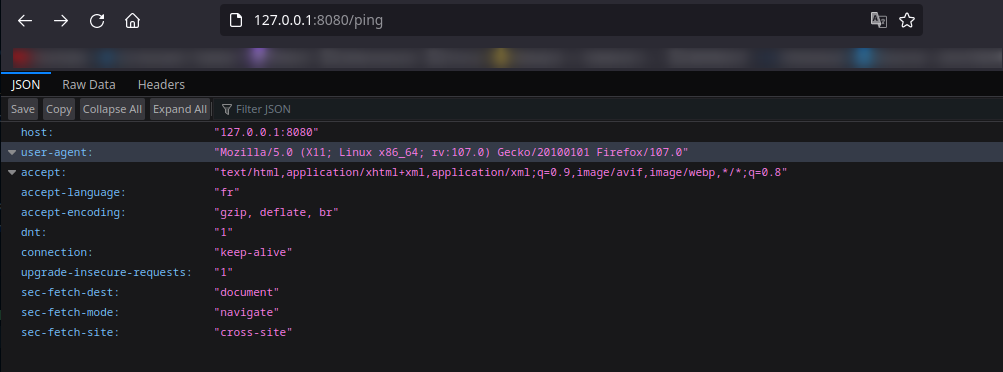 127.0.0.1:8080/ping
JSON Raw Data Headers
Save Copy Collapse All Expand All Filter JSON
host: "127.0.0.1:8080"
user-agent: "Mozilla/5.0 (X11; Linux x86_64; rv:107.0) Gecko/20100101 Firefox/107.0"
accept: "text/html,application/xhtml+xml,application/xml;q=0.9,image/avif,image/webp,*/*;q=0.8"
accept-language: "fr"
accept-encoding: "gzip, deflate, br"
dnt: "1"
connection: "keep-alive"
upgrade-insecure-requests: "1"
sec-fetch-dest: "document"
sec-fetch-mode: "navigate"
sec-fetch-site: "cross-site"